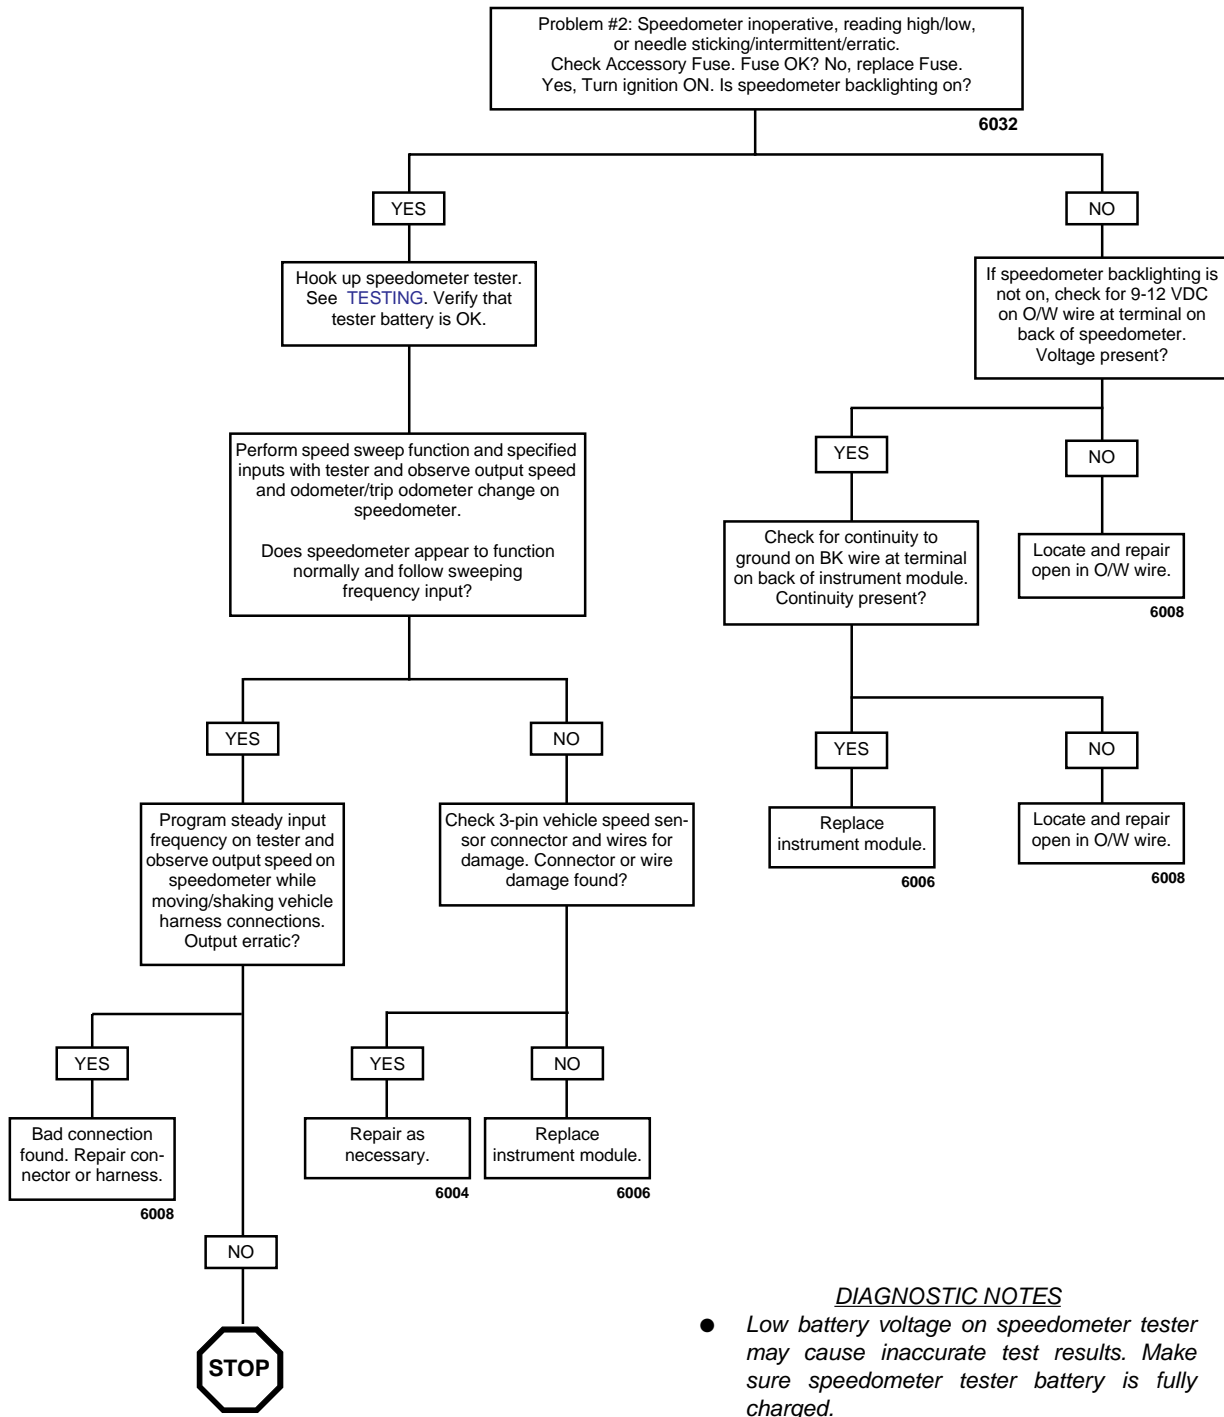 Problem #2: Speedometer inoperative, reading high/low,
or needle sticking/intermittent/erratic.
Check Accessory Fuse. Fuse OK? No, replace Fuse.
Yes, Turn ignition ON. Is speedometer backlighting on?
6032
YES
NO
Hook up speedometer tester.
See TESTING. Verify that
tester battery is OK.
If speedometer backlighting is
not on, check for 9-12 VDC
on O/W wire at terminal on
back of speedometer.
Voltage present?
Perform speed sweep function and specified
inputs with tester and observe output speed
and odometer/trip odometer change on
speedometer.
Does speedometer appear to function
normally and follow sweeping
frequency input?
YES
NO
Check for continuity to
ground on BK wire at terminal
on back of instrument module.
Continuity present?
Locate and repair
open in O/W wire.
6008
YES
NO
YES
NO
Program steady input
frequency on tester and
observe output speed on
speedometer while
moving/shaking vehicle
harness connections.
Output erratic?
Check 3-pin vehicle speed sen-
sor connector and wires for
damage. Connector or wire
damage found?
Replace
instrument module.
6006
Locate and repair
open in O/W wire.
6008
YES
YES
NO
Bad connection
found. Repair con-
nector or harness.
6008
Repair as
necessary.
6004
Replace
instrument module.
6006
NO
STOP
DIAGNOSTIC NOTES
● Low battery voltage on speedometer tester
may cause inaccurate test results. Make
sure speedometer tester battery is fully
charged.